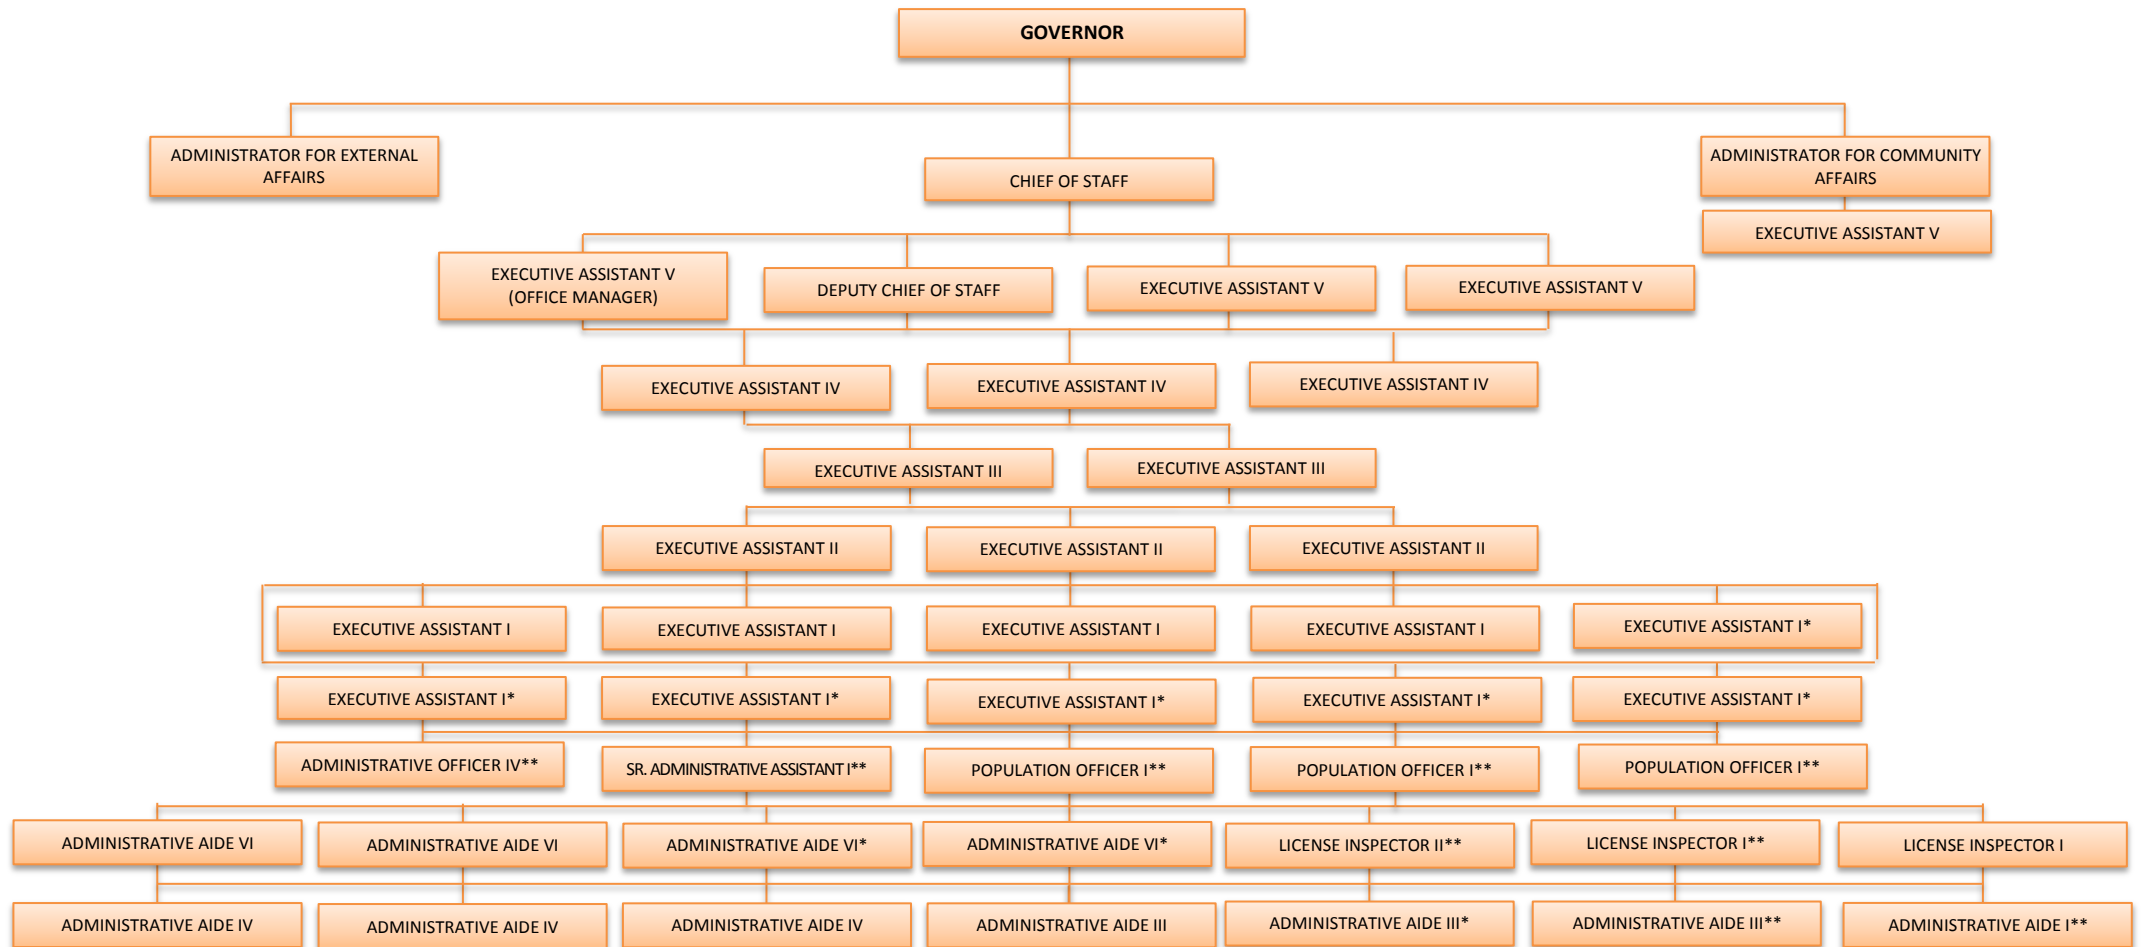 GOVERNOR
ADMINISTRATOR FOR EXTERNAL
AFFAIRS
CHIEF OF STAFF
ADMINISTRATOR FOR COMMUNITY
AFFAIRS
EXECUTIVE ASSISTANT V
EXECUTIVE ASSISTANT V
(OFFICE MANAGER)
DEPUTY CHIEF OF STAFF
EXECUTIVE ASSISTANT V
EXECUTIVE ASSISTANT V
EXECUTIVE ASSISTANT IV
EXECUTIVE ASSISTANT IV
EXECUTIVE ASSISTANT IV
EXECUTIVE ASSISTANT III
EXECUTIVE ASSISTANT III
EXECUTIVE ASSISTANT II
EXECUTIVE ASSISTANT II
EXECUTIVE ASSISTANT II
EXECUTIVE ASSISTANT I
EXECUTIVE ASSISTANT I
EXECUTIVE ASSISTANT I
EXECUTIVE ASSISTANT I
EXECUTIVE ASSISTANT I*
EXECUTIVE ASSISTANT I*
EXECUTIVE ASSISTANT I*
EXECUTIVE ASSISTANT I*
EXECUTIVE ASSISTANT I*
EXECUTIVE ASSISTANT I*
ADMINISTRATIVE OFFICER IV**
SR. ADMINISTRATIVE ASSISTANT I**
POPULATION OFFICER I**
POPULATION OFFICER I**
POPULATION OFFICER I**
ADMINISTRATIVE AIDE VI
ADMINISTRATIVE AIDE VI
ADMINISTRATIVE AIDE VI*
ADMINISTRATIVE AIDE VI*
LICENSE INSPECTOR II**
LICENSE INSPECTOR I**
LICENSE INSPECTOR I
ADMINISTRATIVE AIDE IV
ADMINISTRATIVE AIDE IV
ADMINISTRATIVE AIDE IV
ADMINISTRATIVE AIDE III
ADMINISTRATIVE AIDE III*
ADMINISTRATIVE AIDE III**
ADMINISTRATIVE AIDE I**